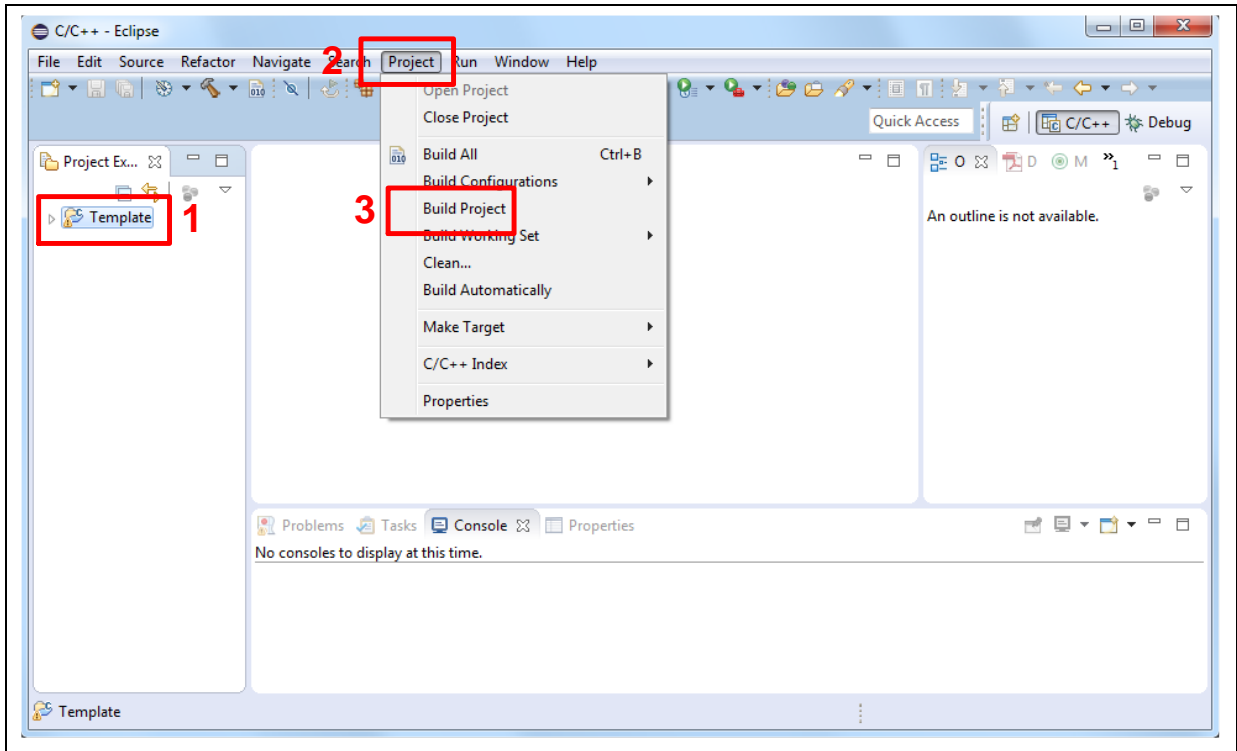 C/C++ - Eclipse
File Edit Source Refactor Navigate Search Project Run Window Help
2
Open Project
Close Project
Quick Access
C/C++
Debug
Project Ex...
Build All Ctrl+B
O
D
M
»1
Build Configurations
Template
1
3
Build Project
An outline is not available.
Build Working Set
Clean...
Build Automatically
Make Target
C/C++ Index
Properties
Problems Tasks Console Properties
No consoles to display at this time.
Template